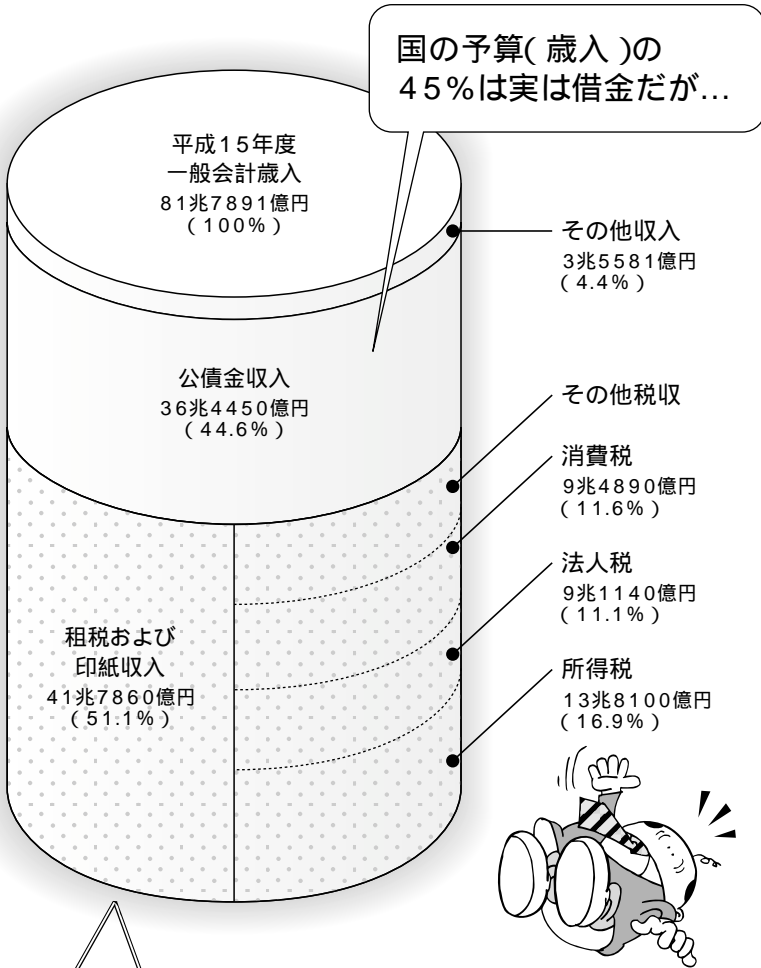 国の予算(歳入)の
45%は実は借金だが…
平成15年度
一般会計歳入
81兆7891億円
(100%)
その他収入
3兆5581億円
(4.4%)
公債金収入
36兆4450億円
(44.6%)
その他税収
消費税
9兆4890億円
(11.6%)
法人税
9兆1140億円
(11.1%)
租税および
印紙収入
41兆7860億円
(51.1%)
所得税
13兆8100億円
(16.9%)